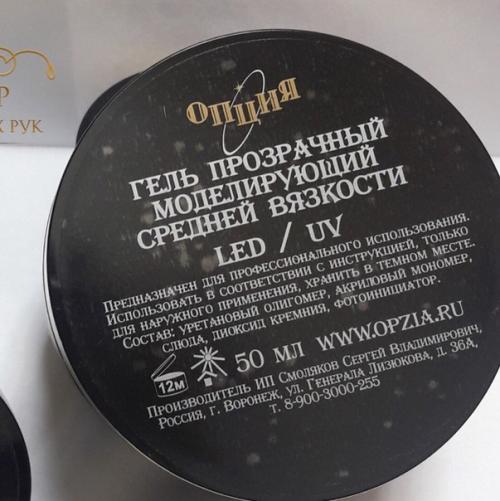 Р
Х РУК
ОПЦИЯ
ГЕЛЬ ПРОЗРАЧНЫЙ
МОДЕЛИРУЮЩИЙ
СРЕДНЕЙ ВЯЗКОСТИ
LED / UV
ПРЕДНАЗНАЧЕН ДЛЯ ПРОФЕССИОНАЛЬНОГО ИСПОЛЬЗОВАНИЯ.
ИСПОЛЬЗОВАТЬ В СООТВЕТСТВИИ С ИНСТРУКЦИЕЙ, ТОЛЬКО
ДЛЯ НАРУЖНОГО ПРИМЕНЕНИЯ, ХРАНИТЬ В ТЕМНОМ МЕСТЕ.
СОСТАВ: УРЕТАНОВЫЙ ОЛИГОМЕР, АКРИЛОВЫЙ МОНОМЕР,
СЛЮДА, ДИОКСИД КРЕМНИЯ, ФОТОИНИЦИАТОР.
12М 50 МЛ WWW.OPZIA.RU
ПРОИЗВОДИТЕЛЬ ИП СМОЛЯКОВ СЕРГЕЙ ВЛАДИМИРОВИЧ,
РОССИЯ, Г. ВОРОНЕЖ, УЛ. ГЕНЕРАЛА ЛИЗЮКОВА, Д. 36А,
Т. 8-900-3000-255